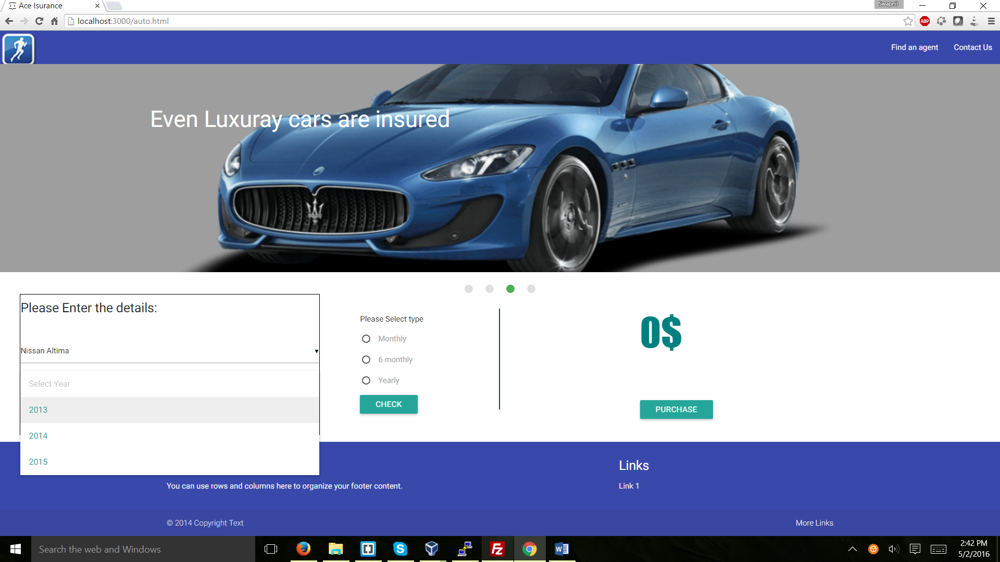 Ace Isurance
Swapnil
localhost:3000/auto.html
ABP
Find an agent
Contact Us
Even Luxuray cars are insured
Please Enter the details:
Nissan Altima
Select Year
2013
2014
2015
Please Select type
Monthly
6 monthly
Yearly
CHECK
0$
PURCHASE
Links
You can use rows and columns here to organize your footer content.
Link 1
© 2014 Copyright Text
More Links
Search the web and Windows
2:42 PM
5/2/2016